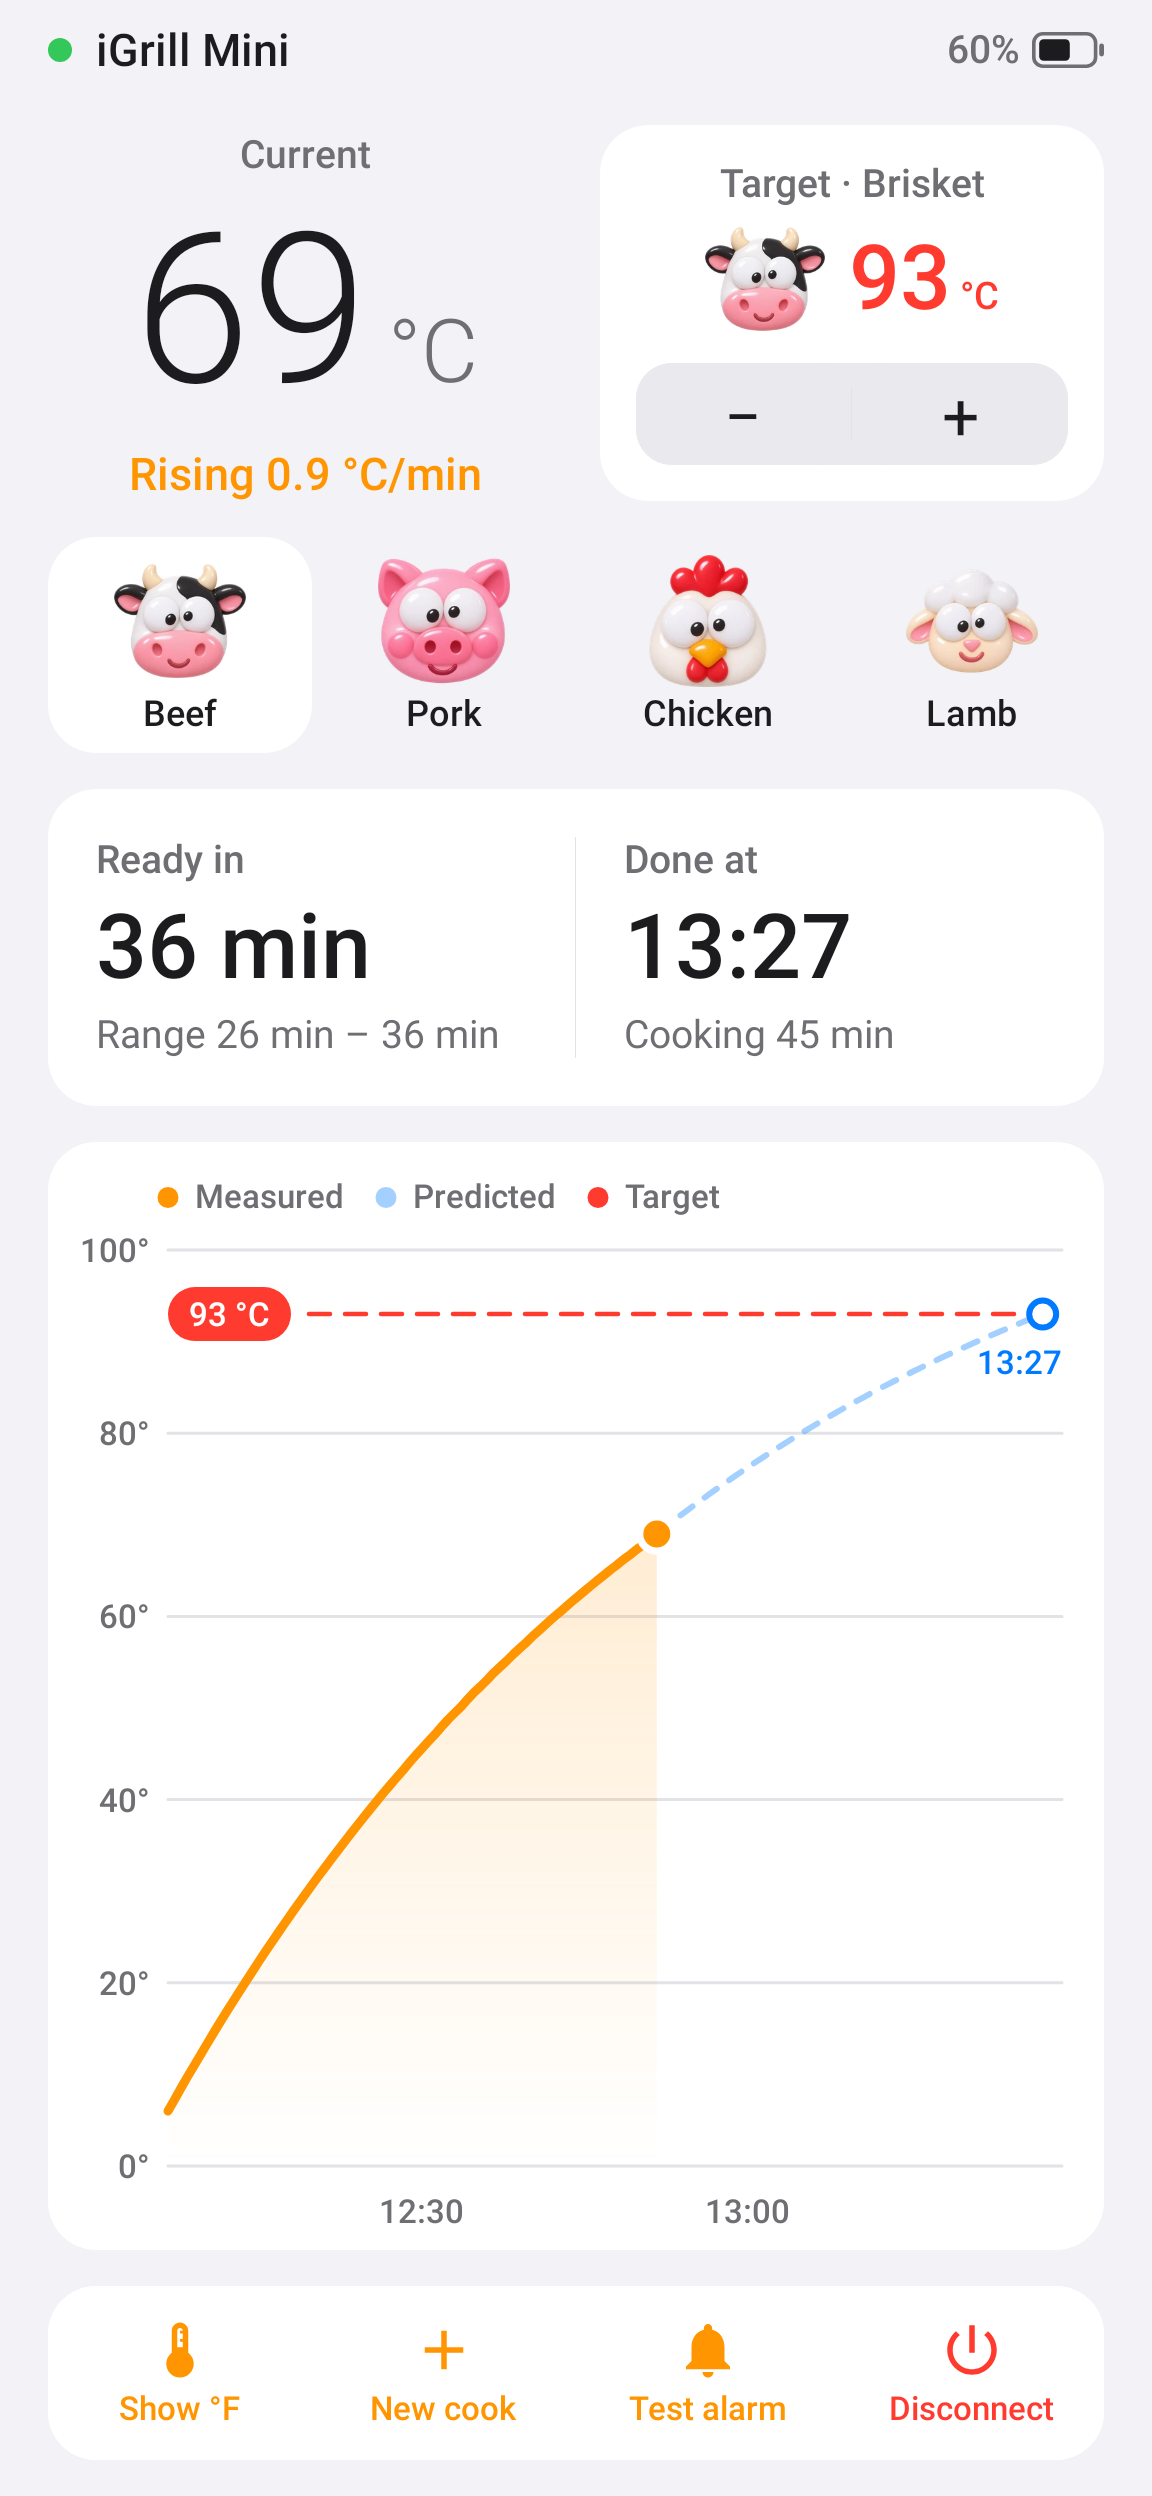 iGrill Mini
60%
Current
69 °C
Rising 0.9 °C/min
Target · Brisket
93 °C
− +
Beef
Pork
Chicken
Lamb
Ready in
36 min
Range 26 min – 36 min
Done at
13:27
Cooking 45 min
Measured
Predicted
Target
100°
93 °C
13:27
80°
60°
40°
20°
0°
12:30
13:00
Show °F
New cook
Test alarm
Disconnect